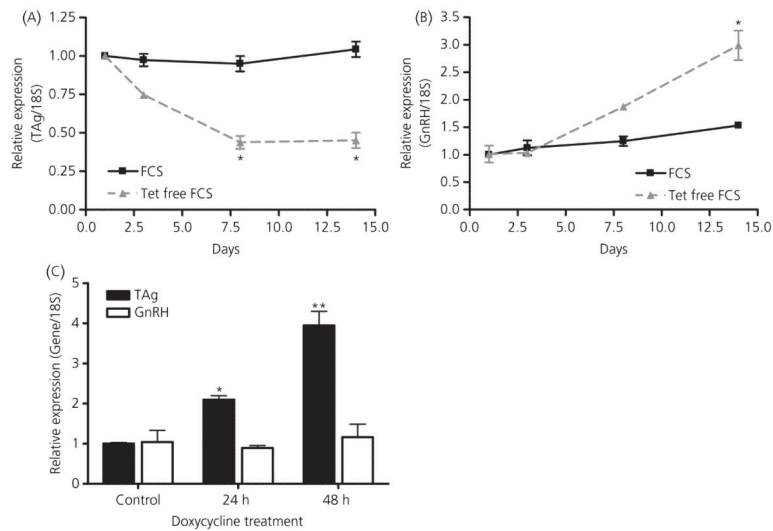 (A)
Relative expression
(TAg/18S)
1.25
1.00
0.75
0.50
0.25
0.00
*
*
FCS
Tet free FCS
0.0
2.5
5.0
7.5
10.0
12.5
15.0
Days
(B)
Relative expression
(GnRH/18S)
3.5
3.0
2.5
2.0
1.5
1.0
0.5
0.0
*
FCS
Tet free FCS
0.0
2.5
5.0
7.5
10.0
12.5
15.0
Days
(C)
Relative expression (Gene/18S)
5
4
3
2
1
0
TAg
GnRH
*
**
Control
24 h
48 h
Doxycycline treatment